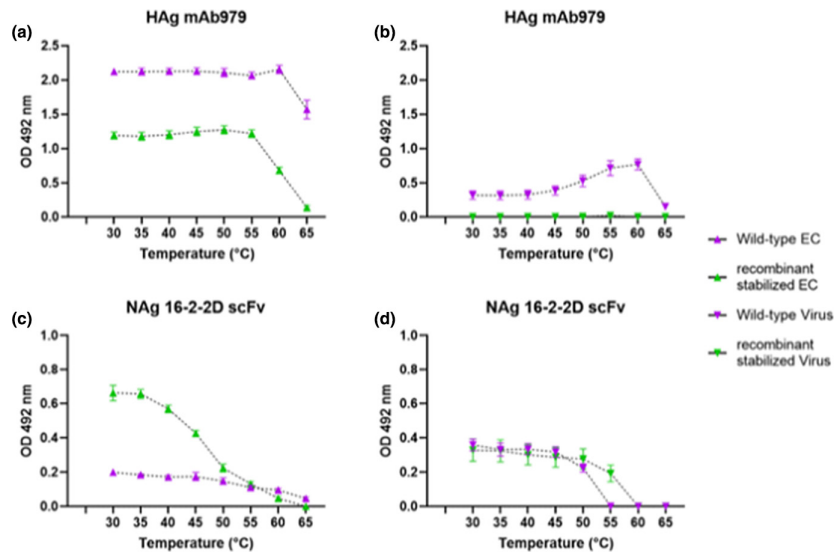 (a)
HAg mAb979
OD 492 nm
2.5
2.0
1.5
1.0
0.5
0.0
30 35 40 45 50 55 60 65
Temperature (°C)
(b)
HAg mAb979
OD 492 nm
2.5
2.0
1.5
1.0
0.5
0.0
30 35 40 45 50 55 60 65
Temperature (°C)
(c)
NAg 16-2-2D scFv
OD 492 nm
1.0
0.8
0.6
0.4
0.2
0.0
30 35 40 45 50 55 60 65
Temperature (°C)
(d)
NAg 16-2-2D scFv
OD 492 nm
1.0
0.8
0.6
0.4
0.2
0.0
30 35 40 45 50 55 60 65
Temperature (°C)
Wild-type EC
recombinant
stabilized EC
Wild-type Virus
recombinant
stabilized Virus